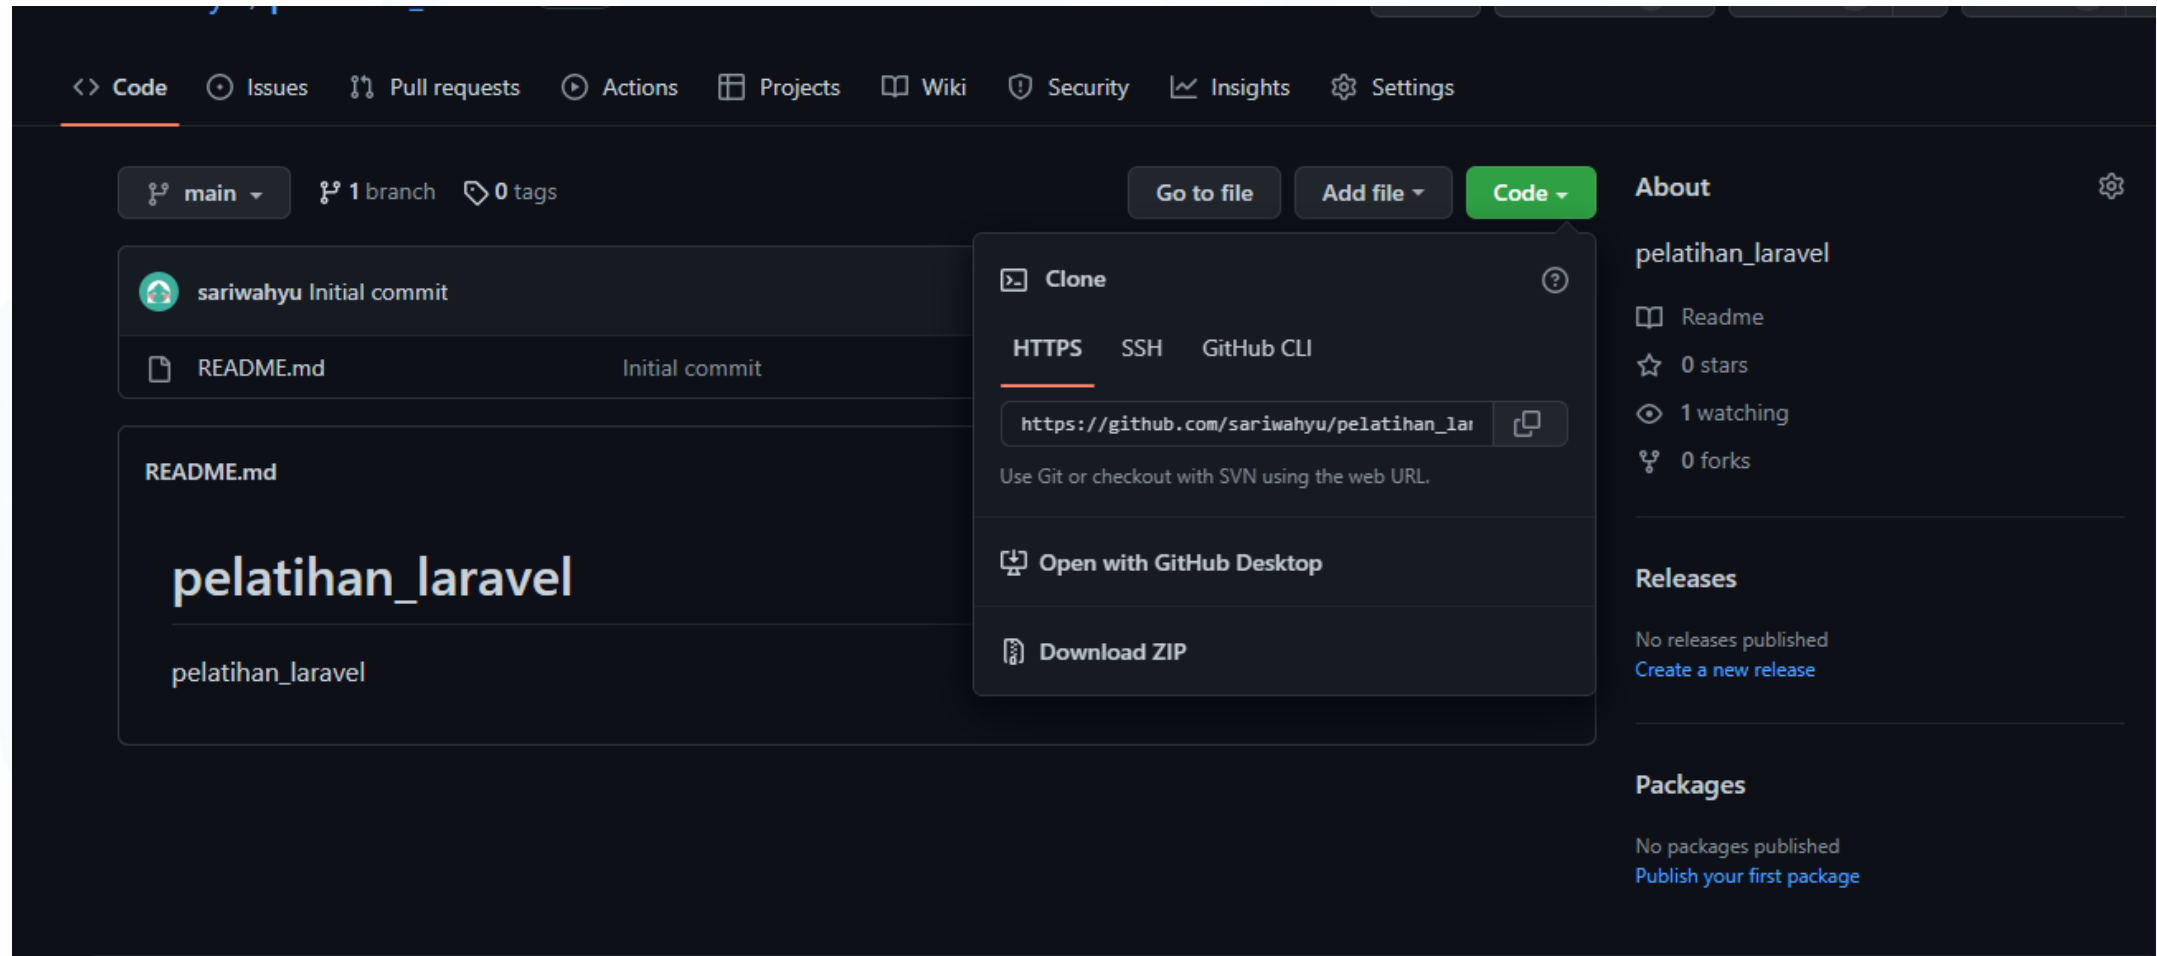 Code Issues Pull requests Actions Projects Wiki Security Insights Settings
main 1 branch 0 tags Go to file Add file Code
sariwahyu Initial commit
README.md Initial commit
README.md
pelatihan_laravel
pelatihan_laravel
Clone
HTTPS SSH GitHub CLI
https://github.com/sariwahyu/pelatihan_lar
Use Git or checkout with SVN using the web URL.
Open with GitHub Desktop
Download ZIP
About
pelatihan_laravel
Readme
0 stars
1 watching
0 forks
Releases
No releases published
Create a new release
Packages
No packages published
Publish your first package